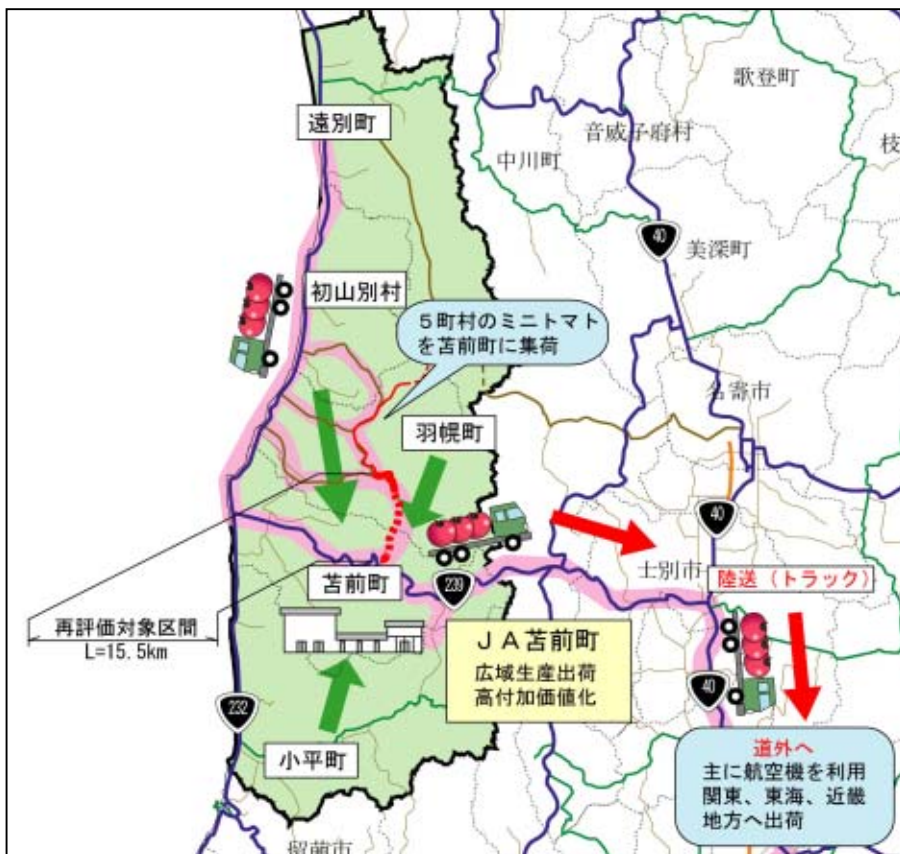 歌登町
遠別町
音威子府村
枝
中川町
40
美深町
初山別村
5町村のミニトマト
を苫前町に集荷
名寄市
羽幌町
40
士別市
陸送（トラック）
苫前町
239
再評価対象区間
L=15.5km
JA苫前町
広域生産出荷
高付加価値化
40
232
小平町
道外へ
主に航空機を利用
関東、東海、近畿
地方へ出荷
留萌市